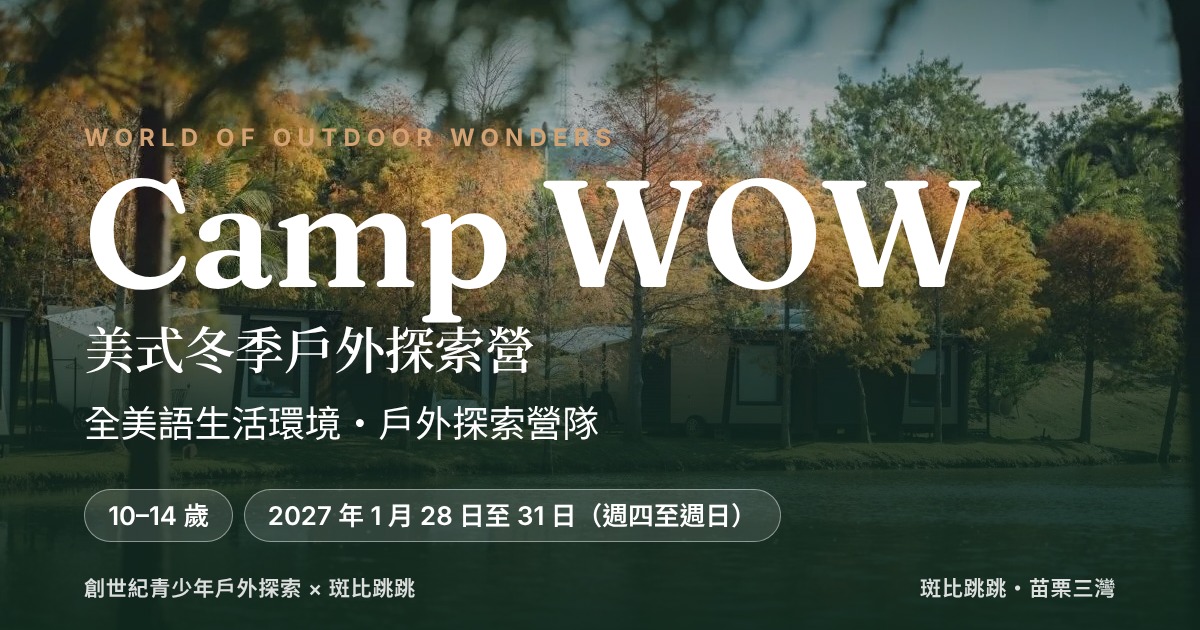 WORLD OF OUTDOOR WONDERS
Camp WOW
美式冬季戶外探索營
全美語生活環境・戶外探索營隊
10–14 歲
2027 年 1 月 28 日至 31 日（週四至週日）
創世紀青少年戶外探索 × 斑比跳跳
斑比跳跳・苗栗三灣